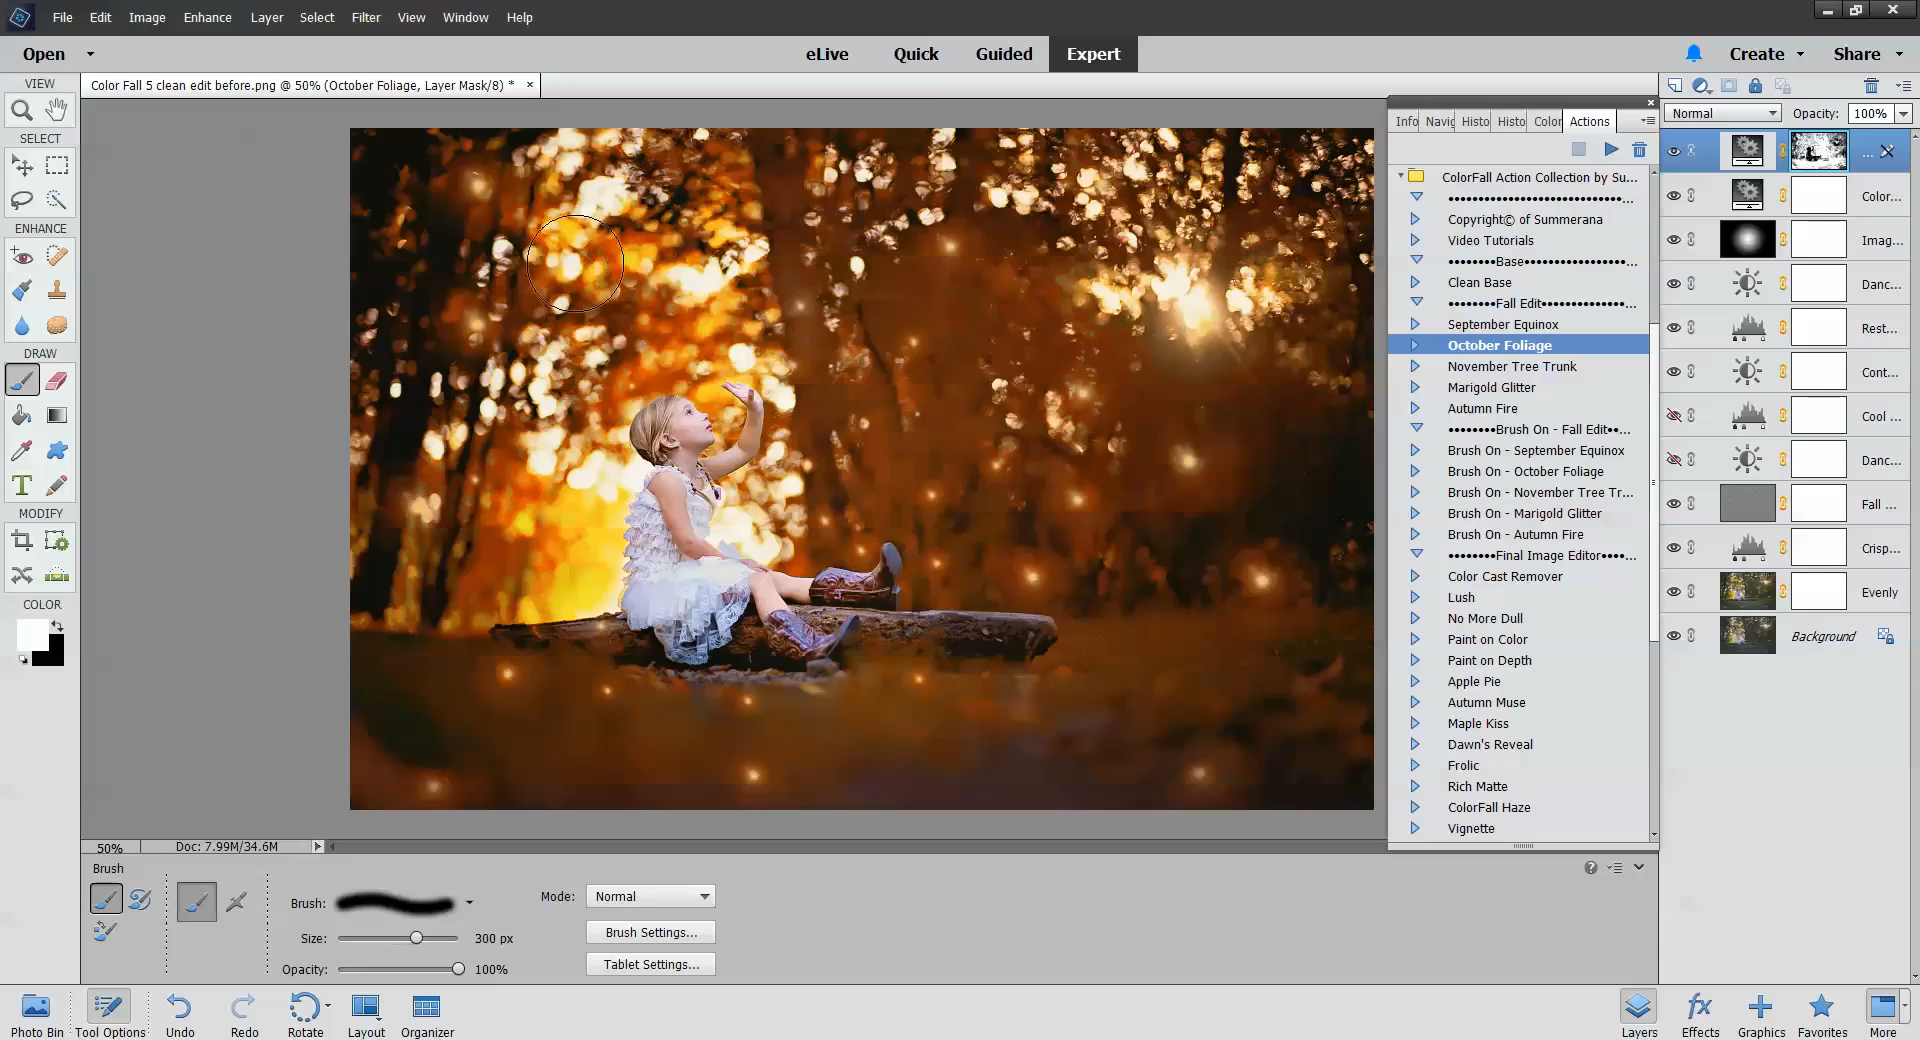 File Edit Image Enhance Layer Select Filter View Window Help
Open eLive Quick Guided Expert Create Share
VIEW
Color Fall 5 clean edit before.png @ 50% (October Foliage, Layer Mask/8) * ×
SELECT
ENHANCE
DRAW
MODIFY
COLOR
Info Navig Histo Histo Color Actions
ColorFall Action Collection by Su...
Copyright© of Summerana
Video Tutorials
••••••••Base•••••••••••••••••...
Clean Base
••••••••Fall Edit••••••••••••••...
September Equinox
October Foliage
November Tree Trunk
Marigold Glitter
Autumn Fire
••••••••Brush On - Fall Edit••...
Brush On - September Equinox
Brush On - October Foliage
Brush On - November Tree Tr...
Brush On - Marigold Glitter
Brush On - Autumn Fire
••••••••Final Image Editor••••...
Color Cast Remover
Lush
No More Dull
Paint on Color
Paint on Depth
Apple Pie
Autumn Muse
Maple Kiss
Dawn's Reveal
Frolic
Rich Matte
ColorFall Haze
Vignette
Normal Opacity: 100%
...
Color...
Imag...
Danc...
Rest...
Cont...
Cool ...
Danc...
Fall ...
Crisp...
Evenly
Background
50% Doc: 7.99M/34.6M
Brush
Brush: Mode: Normal
Brush Settings...
Size: 300 px
Opacity: 100% Tablet Settings...
Photo Bin Tool Options Undo Redo Rotate Layout Organizer Layers Effects Graphics Favorites More